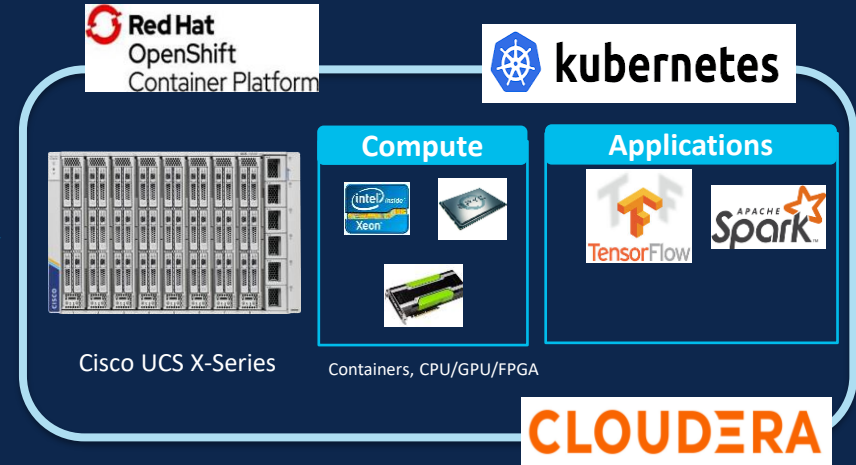 Red Hat
OpenShift
Container Platform
kubernetes
Compute
Applications
intel inside
Xeon
TensorFlow
APACHE
Spark
CISCO
Cisco UCS X-Series
Containers, CPU/GPU/FPGA
CLOUDERA